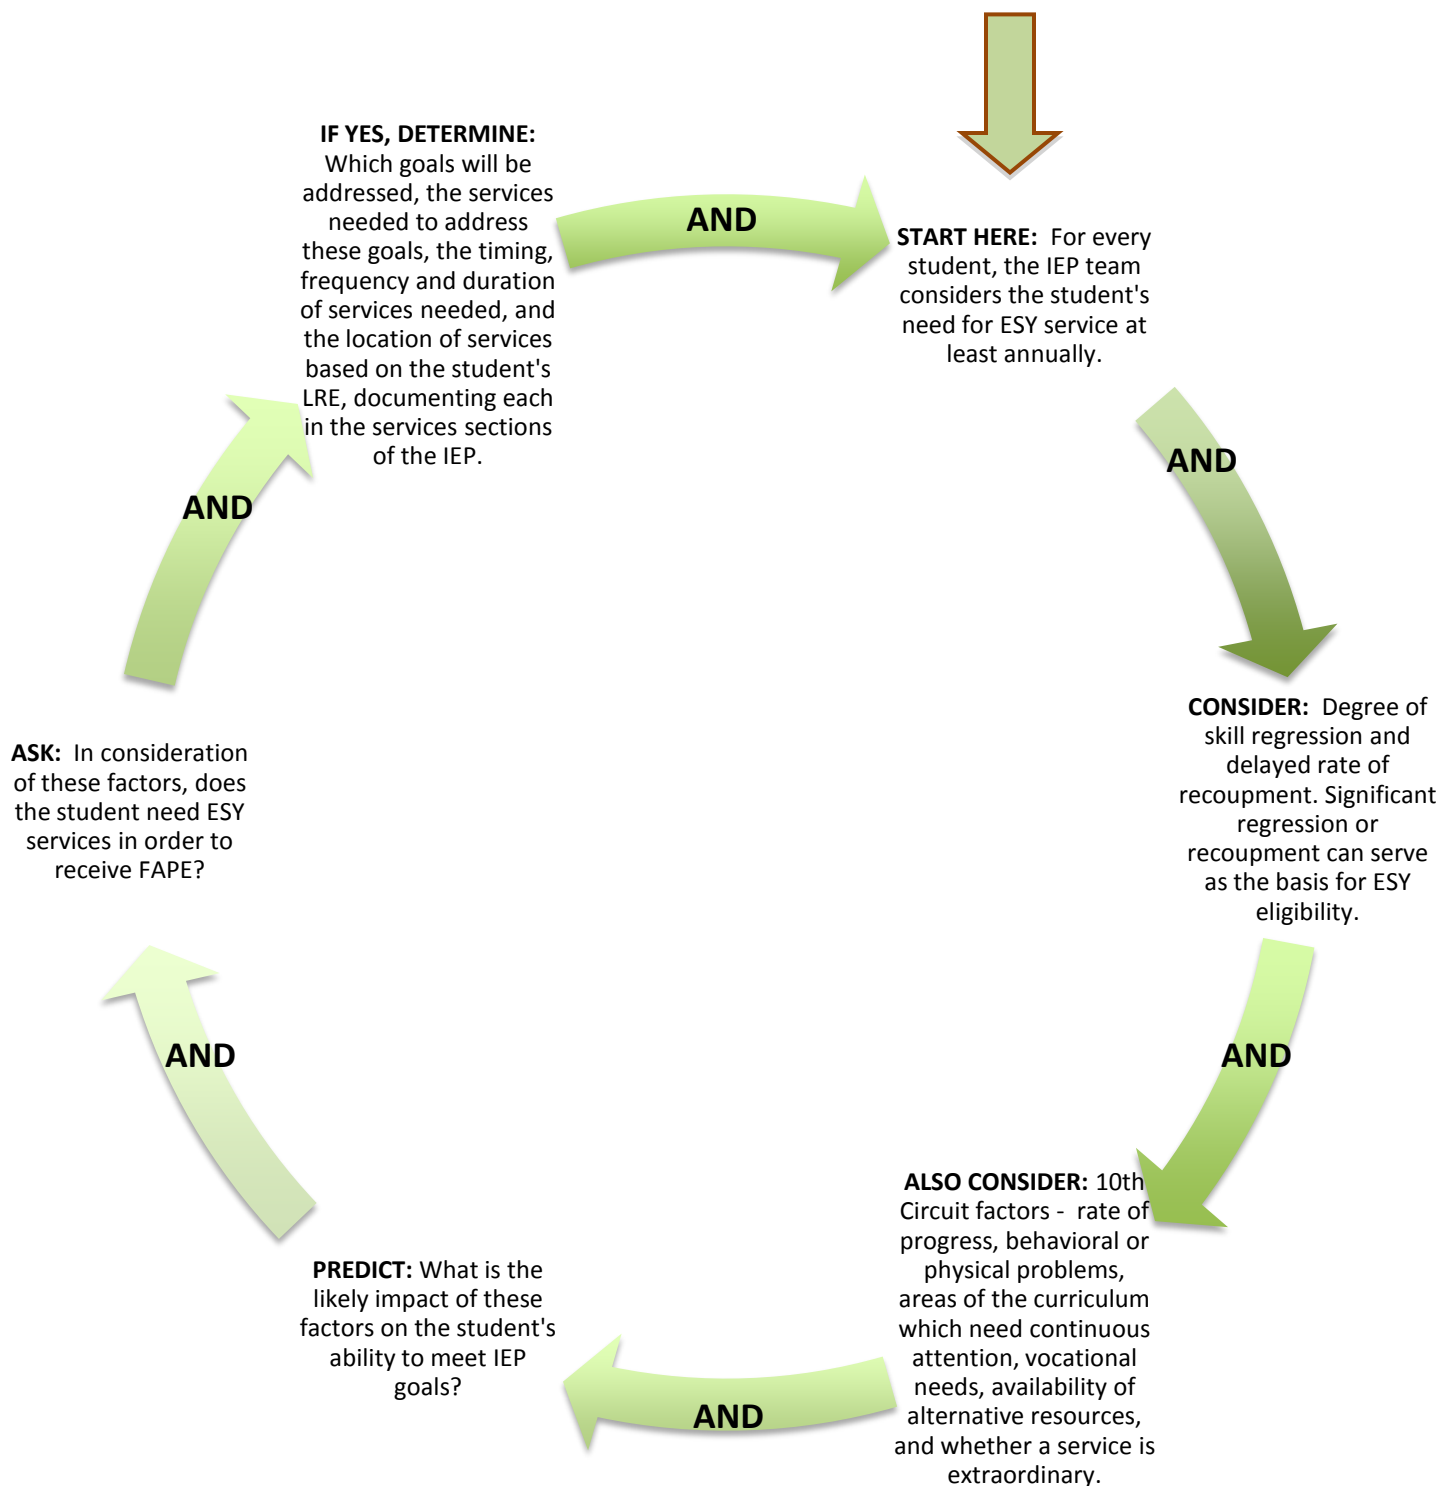 START HERE:  For every
student, the IEP team
considers the student's
need for ESY service at
least annually.
AND
CONSIDER:  Degree of
skill regression and
delayed rate of
recoupment. Significant
regression or
recoupment can serve
as the basis for ESY
eligibility.
AND
ALSO CONSIDER: 10th
Circuit factors -  rate of
progress, behavioral or
physical problems,
areas of the curriculum
which need continuous
attention, vocational
needs, availability of
alternative resources,
and whether a service is
extraordinary.
AND
PREDICT: What is the
likely impact of these
factors on the student's
ability to meet IEP
goals?
AND
ASK:  In consideration
of these factors, does
the student need ESY
services in order to
receive FAPE?
AND
IF YES, DETERMINE:
Which goals will be
addressed, the services
needed to address
these goals, the timing,
frequency and duration
of services needed, and
the location of services
based on the student's
LRE, documenting each
in the services sections
of the IEP.
AND